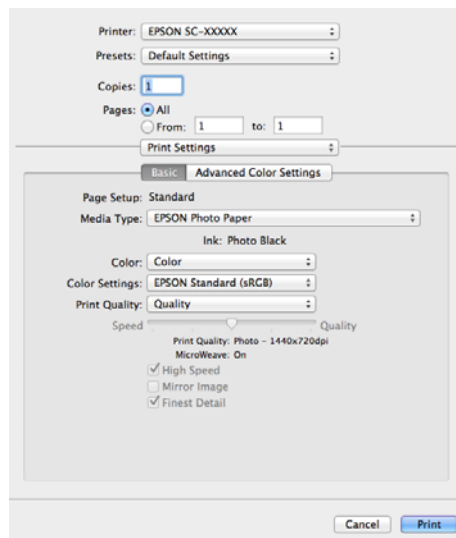 Printer: EPSON SC-XXXXX
Presets: Default Settings
Copies: 1
Pages: All
From: 1 to: 1
Print Settings
Basic Advanced Color Settings
Page Setup: Standard
Media Type: EPSON Photo Paper
Ink: Photo Black
Color: Color
Color Settings: EPSON Standard (sRGB)
Print Quality: Quality
Speed Quality
Print Quality: Photo - 1440x720dpi
MicroWeave: On
High Speed
Mirror Image
Finest Detail
Cancel Print